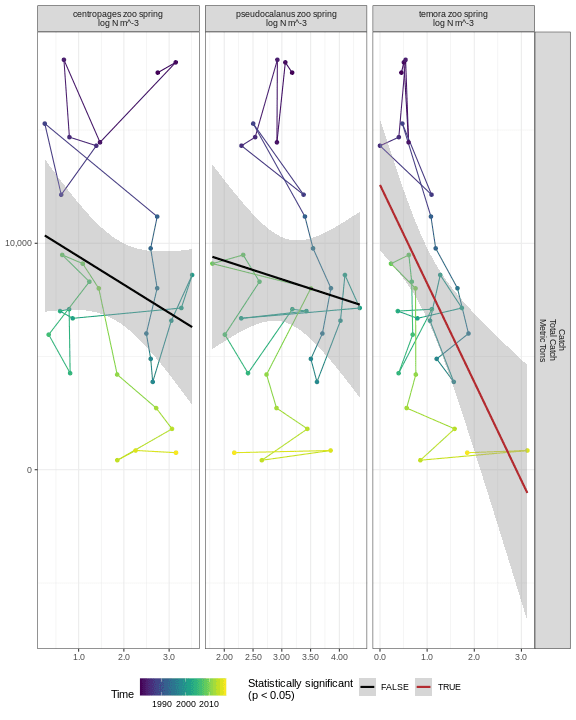 centropages zoo spring
log N m^-3
pseudocalanus zoo spring
log N m^-3
temora zoo spring
log N m^-3
Catch
Total Catch
Metric Tons
10,000
0
1.0
2.0
3.0
2.00
2.50
3.00
3.50
4.00
0.0
1.0
2.0
3.0
Time
1990
2000
2010
Statistically significant
(p < 0.05)
FALSE
TRUE